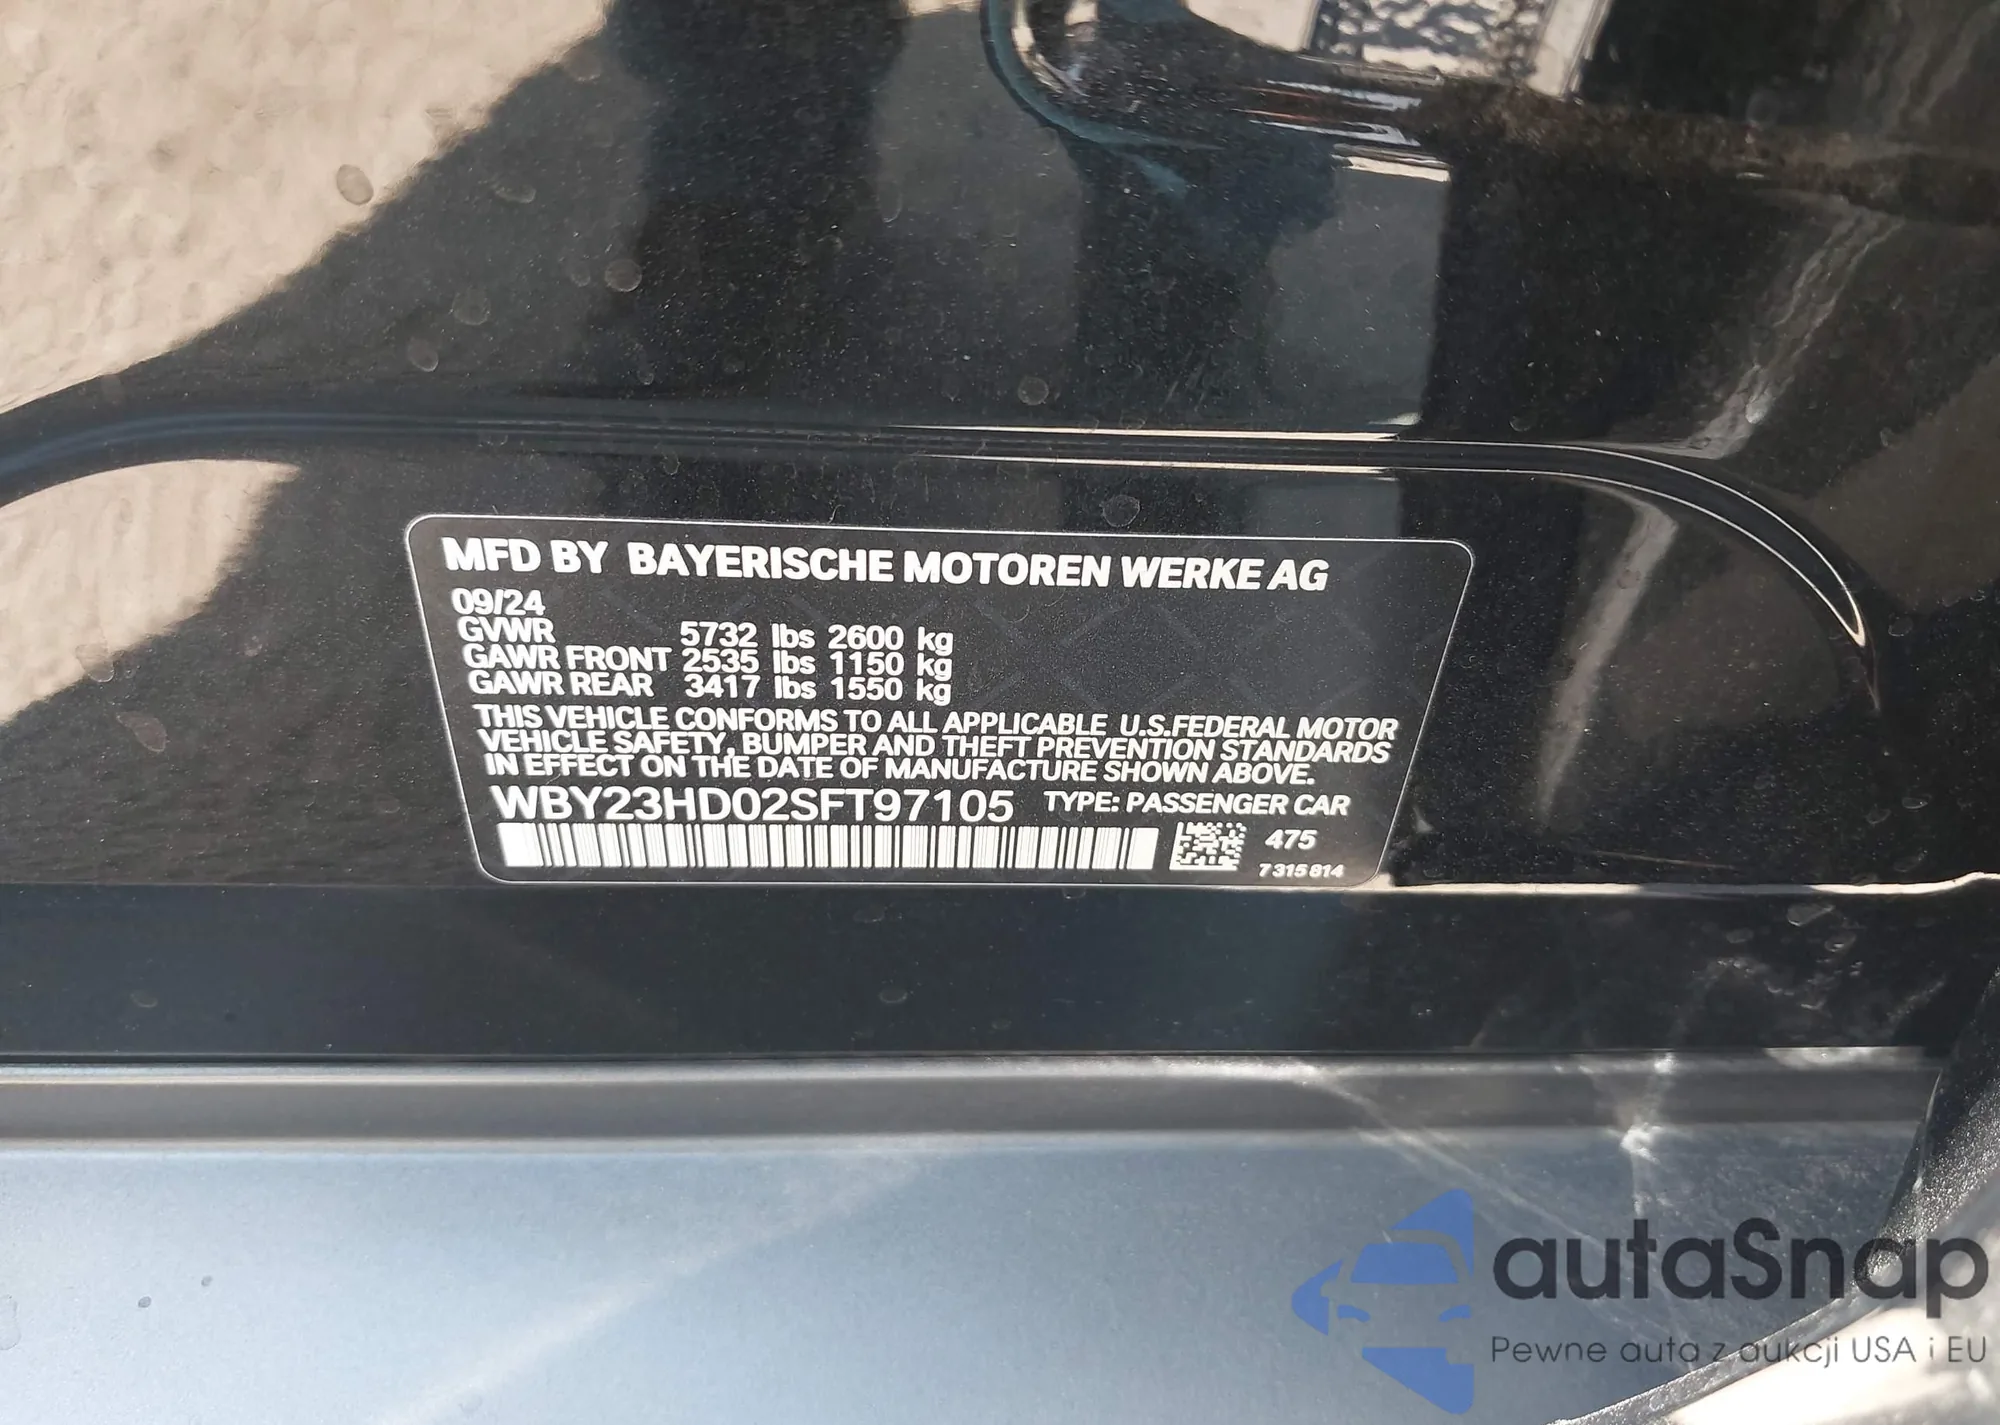 MFD BY BAYERISCHE MOTOREN WERKE AG
09/24
GVWR 5732 lbs 2600 kg
GAWR FRONT 2535 lbs 1150 kg
GAWR REAR 3417 lbs 1550 kg
THIS VEHICLE CONFORMS TO ALL APPLICABLE U.S.FEDERAL MOTOR
VEHICLE SAFETY, BUMPER AND THEFT PREVENTION STANDARDS
IN EFFECT ON THE DATE OF MANUFACTURE SHOWN ABOVE.
WBY23HD02SFT97105 TYPE: PASSENGER CAR
475
7315814
autaSnap
Pewne auta z aukcji USA i EU